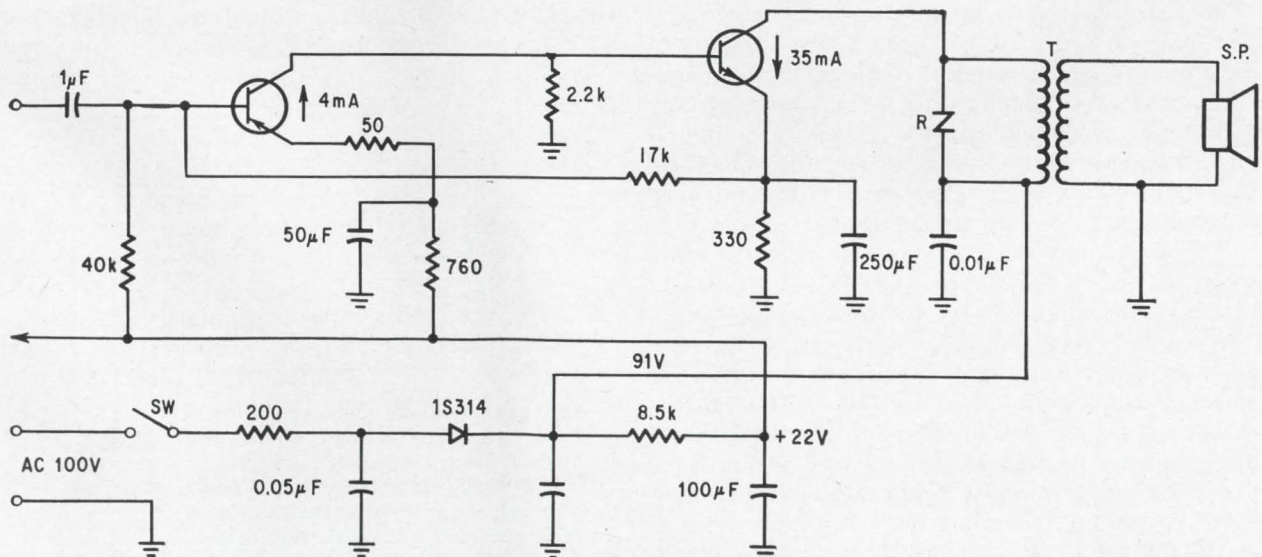 1μF
4mA
50
2.2k
35mA
T
S.P.
R
17k
50μF
40k
760
330
250μF
0.01μF
91V
SW
200
1S314
8.5k
+22V
AC 100V
0.05μF
100μF